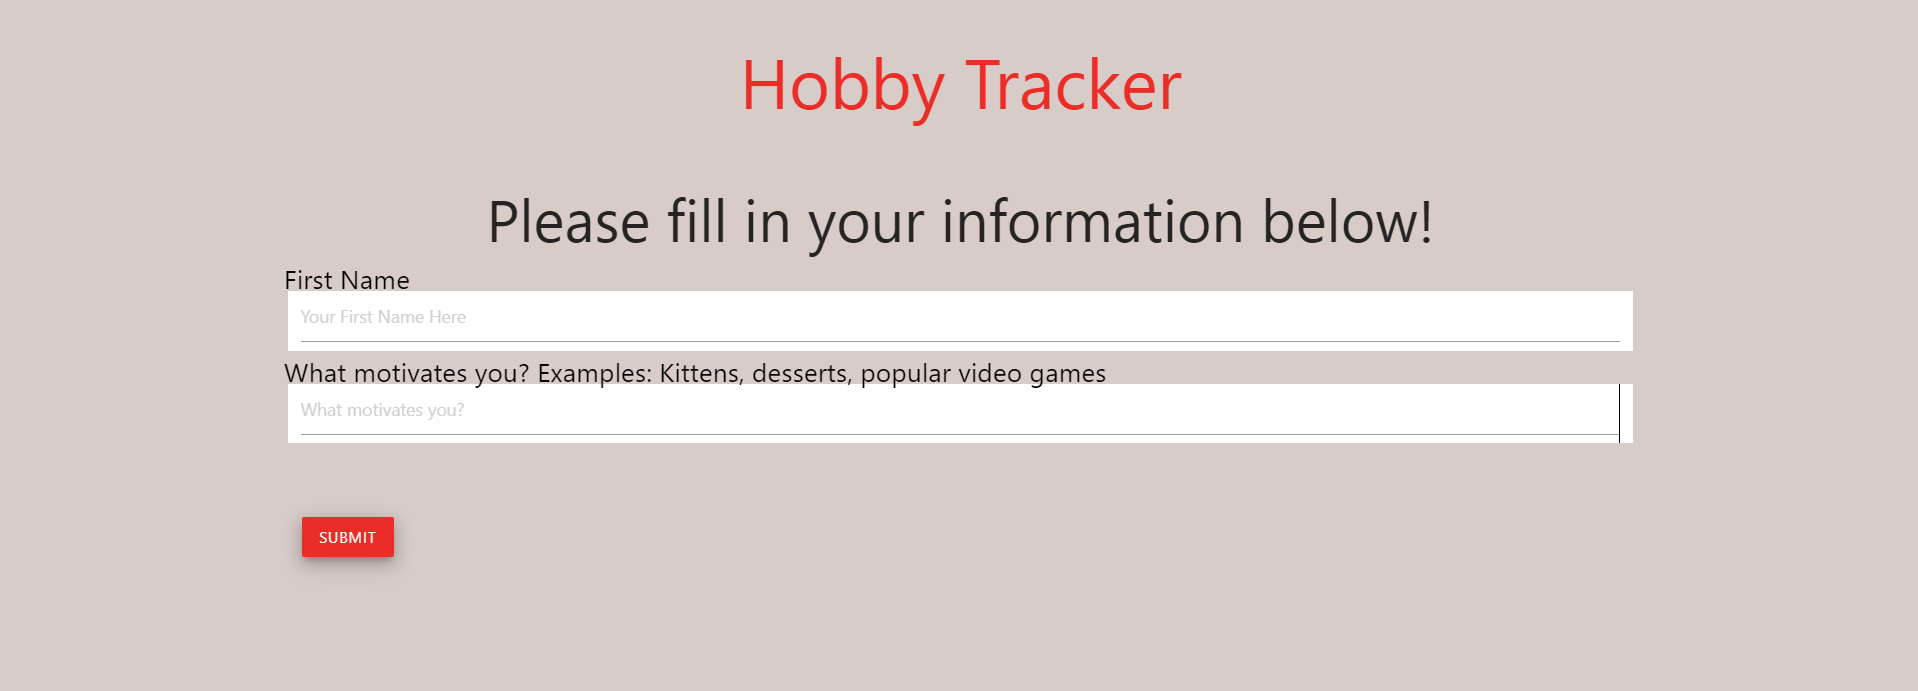 Hobby Tracker
Please fill in your information below!
First Name
Your First Name Here
What motivates you? Examples: Kittens, desserts, popular video games
What motivates you?
SUBMIT